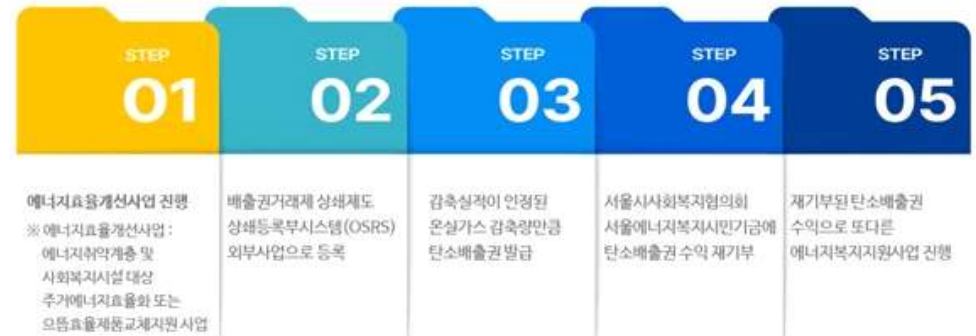 STEP
01
에너지효율개선사업 진행
※ 에너지효율개선사업 :
에너지취약계층 및
사회복지시설 대상
주거에너지효율화 또는
으뜸효율제품교체지원 사업
STEP
02
배출권거래제 상쇄제도
상쇄등록부시스템(OSRS)
외부사업으로 등록
STEP
03
감축실적이 인정된
온실가스 감축량만큼
탄소배출권 발급
STEP
04
서울시사회복지협의회
서울에너지복지시민기금에
탄소배출권 수익 재기부
STEP
05
재기부된 탄소배출권
수익으로 또다른
에너지복지지원사업 진행